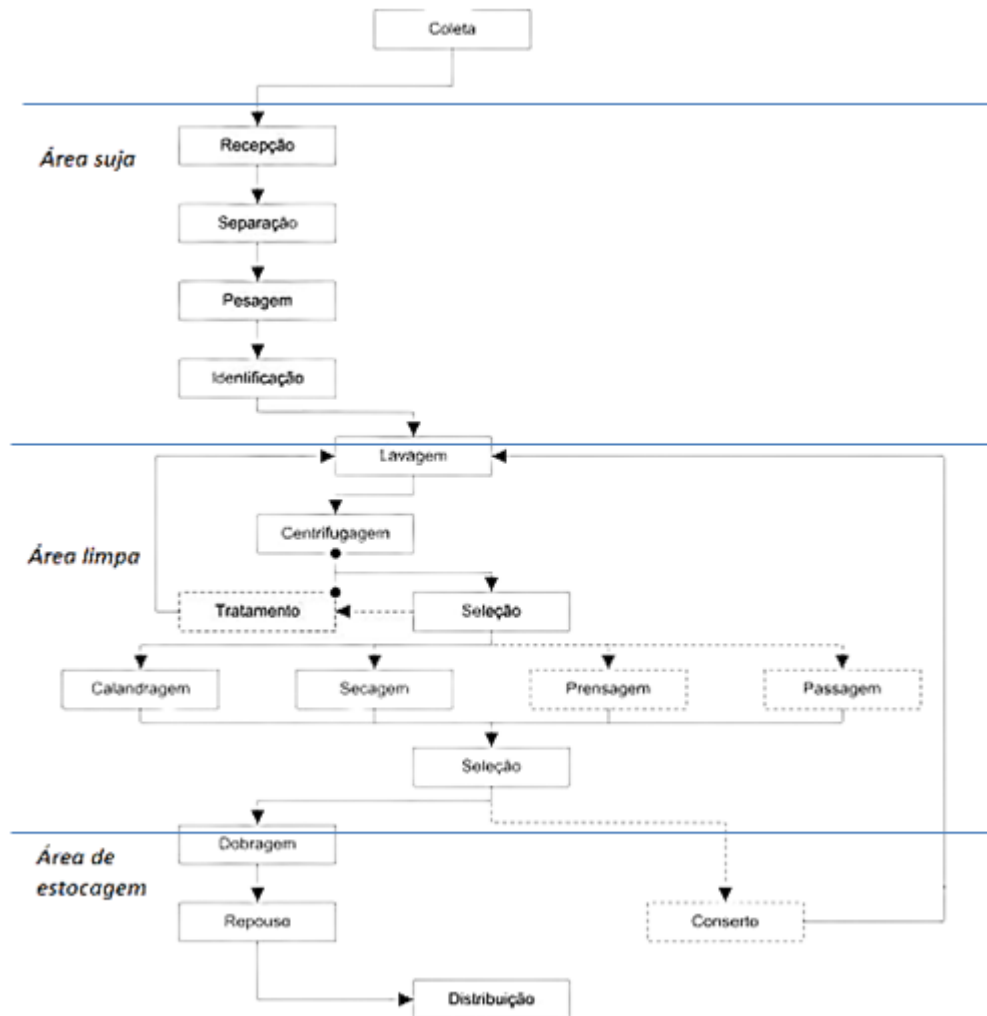 Coleta
Área suja
Recepção
Separação
Pesagem
Identificação
Lavagem
Centrifugagem
Área limpa
Tratamento
Seleção
Calandragem
Secagem
Prensagem
Passagem
Seleção
Dobragem
Área de
estocagem
Repouso
Conserto
Distribuição